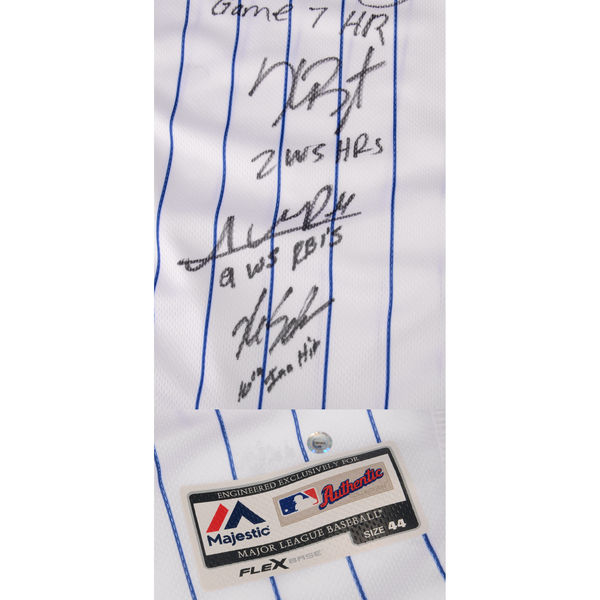 Game 7 HR
2 WS HRs
9 WS RBI'S
10th Inn Hit
ENGINEERED EXCLUSIVELY FOR
Majestic
Authentic
MAJOR LEAGUE BASEBALL
SIZE 44
FLEX BASE